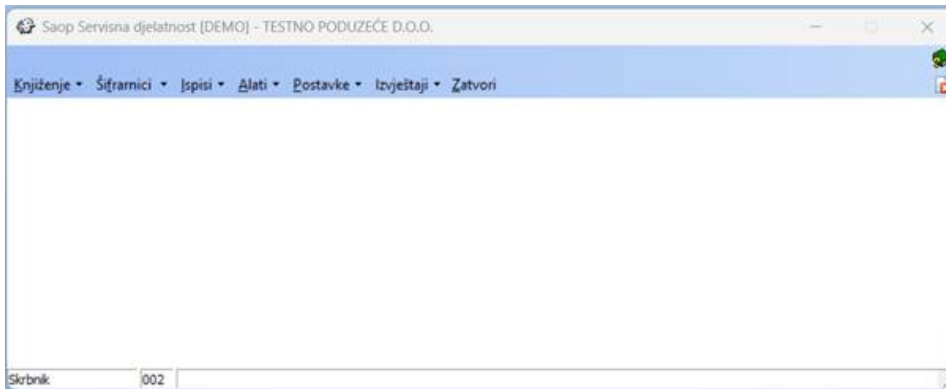 Saop Servisna djelatnost [DEMO] - TESTNO PODUZEĆE D.O.O.
Knjiženje Šifrarnici Ispisi Alati Postavke Izvještaji Zatvori
Skrbnik 002